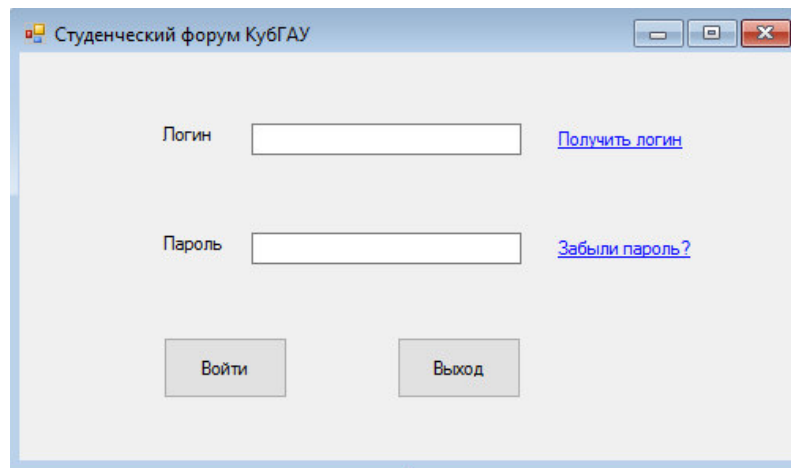 Студенческий форум КубГАУ
Логин
Получить логин
Пароль
Забыли пароль?
Войти
Выход